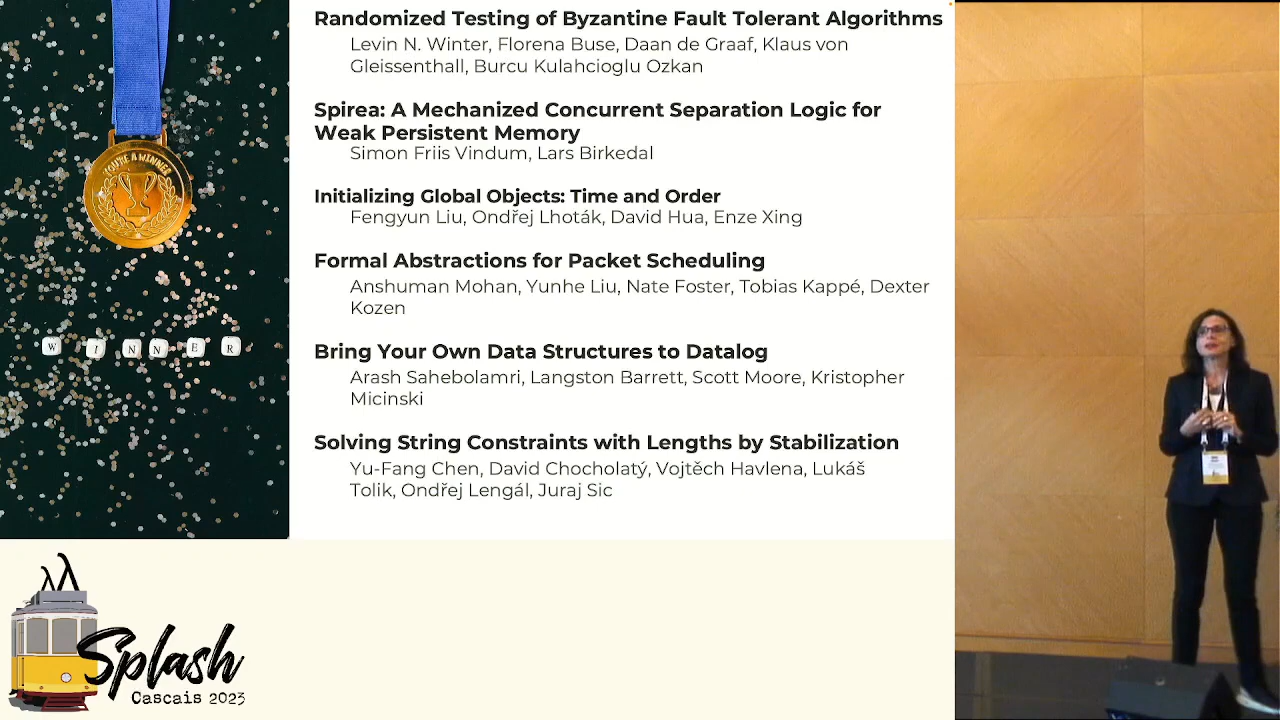 Randomized Testing of Byzantine Fault Tolerant Algorithms
Levin N. Winter, Florena Buse, Daan de Graaf, Klaus von
Gleissenthall, Burcu Kulahcioglu Ozkan
Spirea: A Mechanized Concurrent Separation Logic for
Weak Persistent Memory
Simon Friis Vindum, Lars Birkedal
Initializing Global Objects: Time and Order
Fengyun Liu, Ondřej Lhoták, David Hua, Enze Xing
Formal Abstractions for Packet Scheduling
Anshuman Mohan, Yunhe Liu, Nate Foster, Tobias Kappé, Dexter
Kozen
Bring Your Own Data Structures to Datalog
Arash Sahebolamri, Langston Barrett, Scott Moore, Kristopher
Micinski
Solving String Constraints with Lengths by Stabilization
Yu-Fang Chen, David Chocholatý, Vojtěch Havlena, Lukáš
Tolik, Ondřej Lengál, Juraj Sic
YOU'RE A WINNER
WINNER
Splash
Cascais 2023